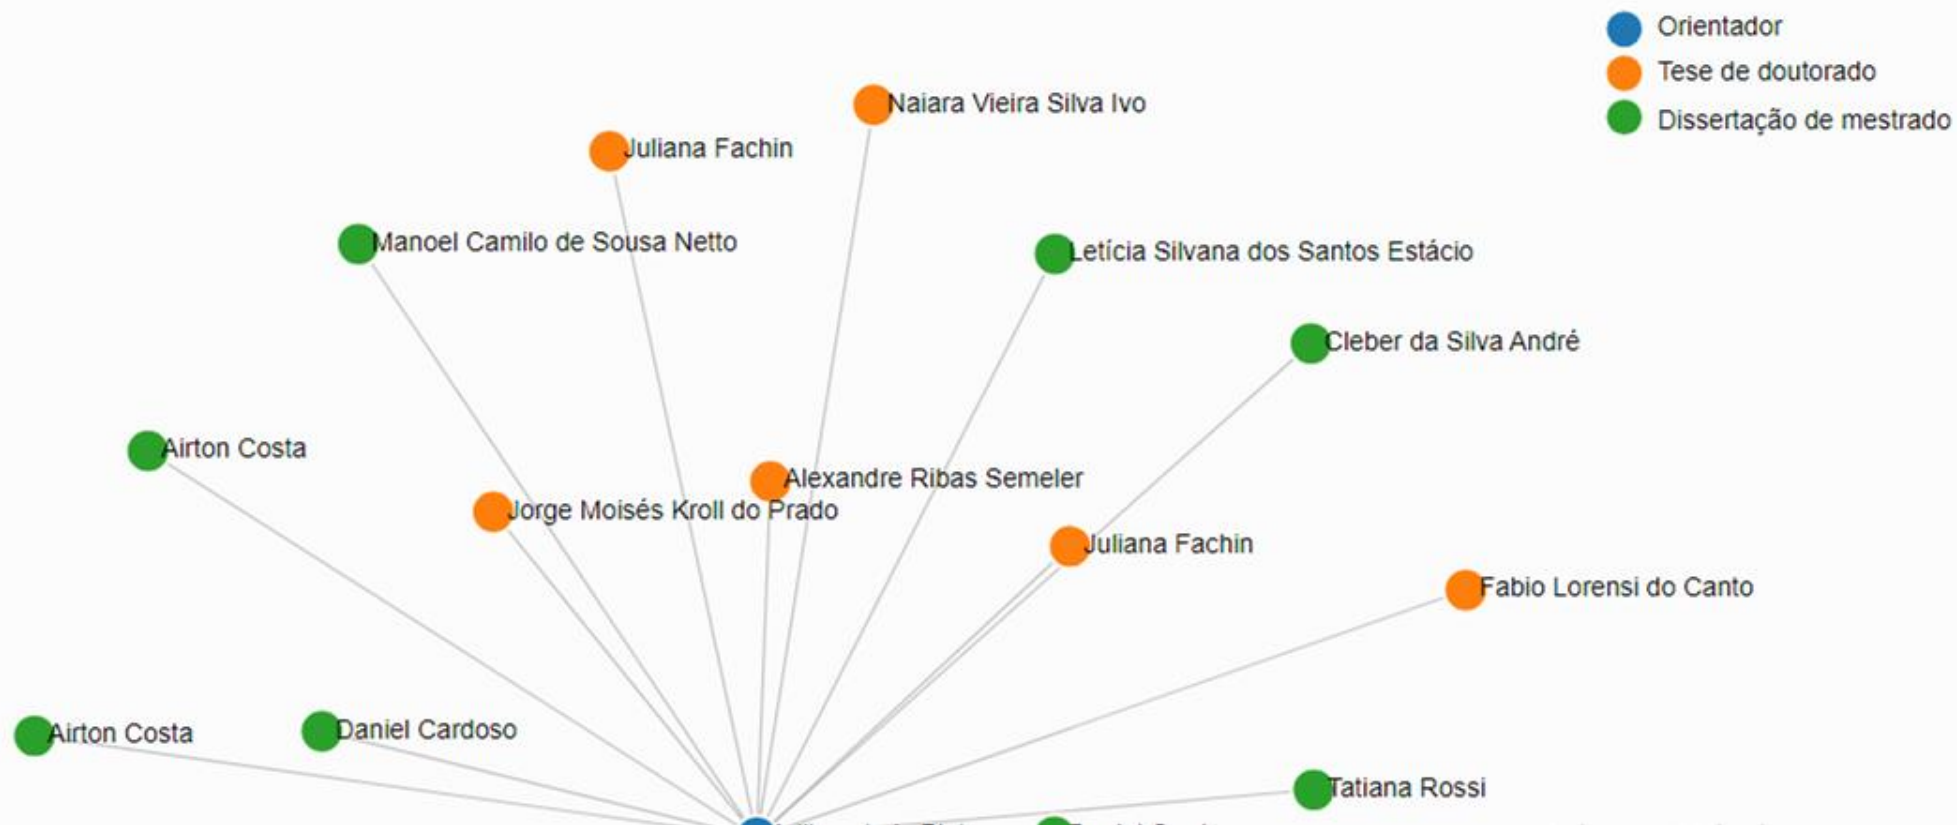 Orientador
Tese de doutorado
Naiara Vieira Silva Ivo
Dissertação de mestrado
Juliana Fachin
Manoel Camilo de Sousa Netto
Letícia Silvana dos Santos Estácio
Cleber da Silva André
Airton Costa
Alexandre Ribas Semeler
Jorge Moisés Kroll do Prado
Juliana Fachin
Fabio Lorensi do Canto
Airton Costa
Daniel Cardoso
Tatiana Rossi